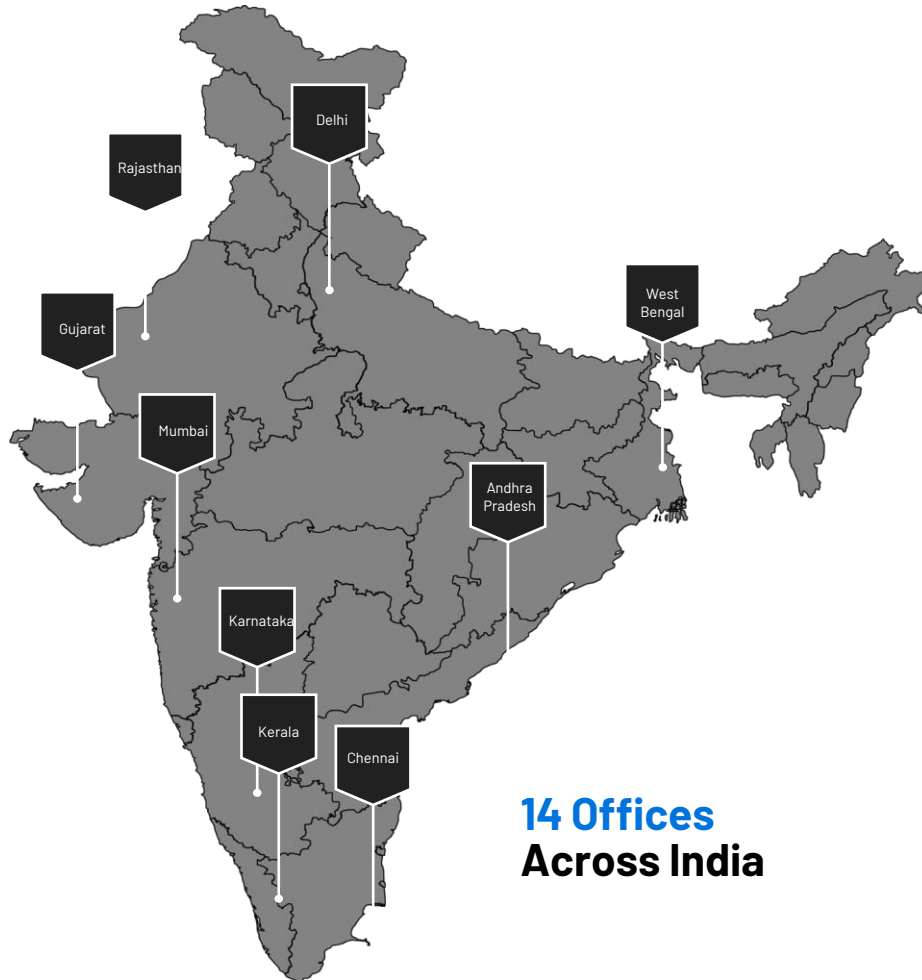 Delhi
Rajasthan
West
Bengal
Gujarat
Mumbai
Andhra
Pradesh
Karnataka
Kerala
Chennai
14 Offices
Across India